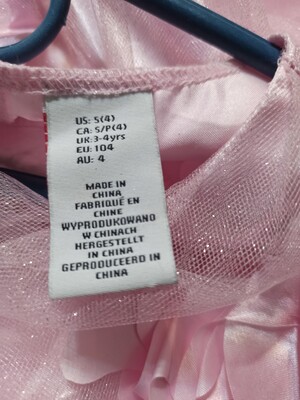 US: S(4)
CA: S/P(4)
UK:3-4yrs
EU: 104
AU: 4
MADE IN
CHINA
FABRIQUÉ EN
CHINE
WYPRODUKOWANO
W CHINACH
HERGESTELLT
IN CHINA
GEPRODUCEERD IN
CHINA